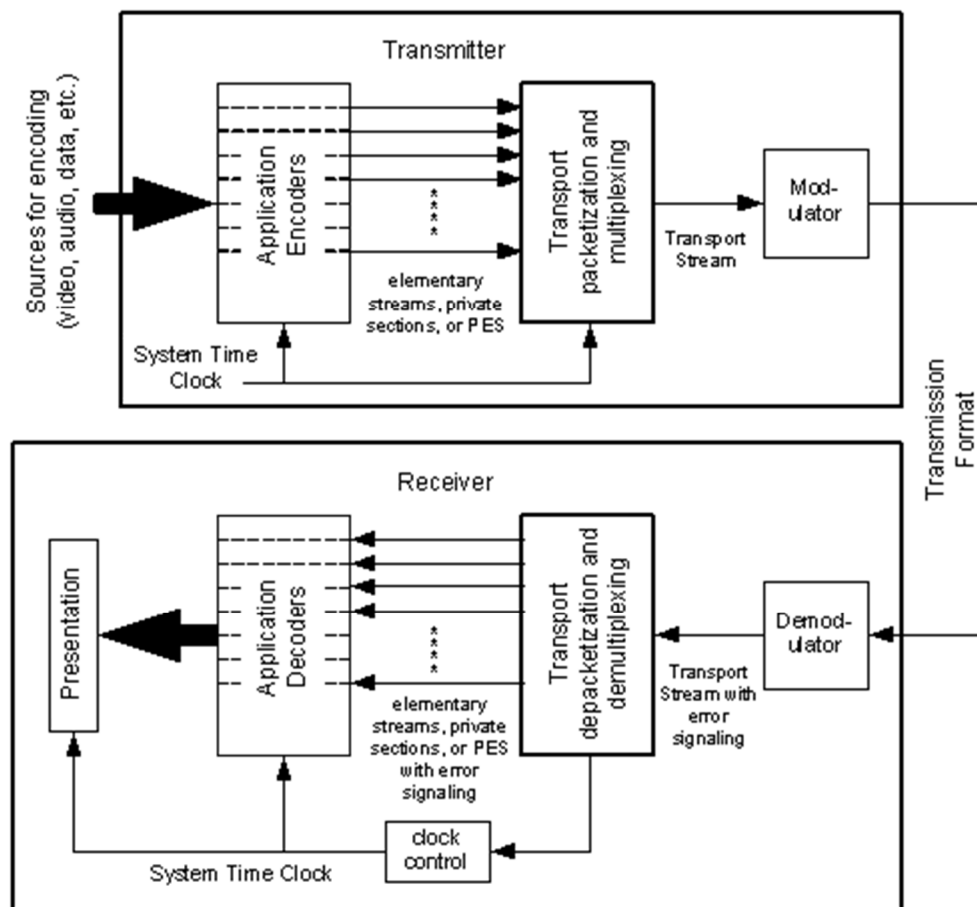 Transmitter
Sources for encoding
(video, audio, data, etc.)
Application
Encoders
* * * *
elementary
streams, private
sections, or PES
System Time
Clock
Transport
packetization and
multiplexing
Transport
Stream
Mod-
ulator
Transmission
Format
Receiver
Presentation
Application
Decoders
* * * *
elementary
streams, private
sections, or PES
with error
signaling
Transport
depacketization and
demultiplexing
Transport
Stream with
error
signaling
Demod-
ulator
clock
control
System Time Clock